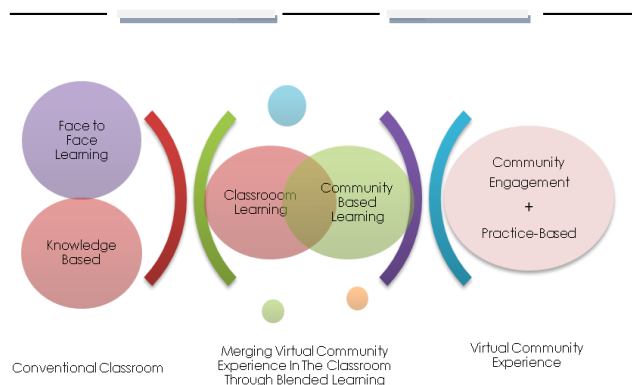 Face to
Face
Learning
Knowledge
Based
Classrooom
Learning
Community
Based
Learning
Community
Engagement
+
Practice-Based
Conventional Classroom
Merging Virtual Community
Experience In The Classroom
Through Blended Learning
Virtual Community
Experience